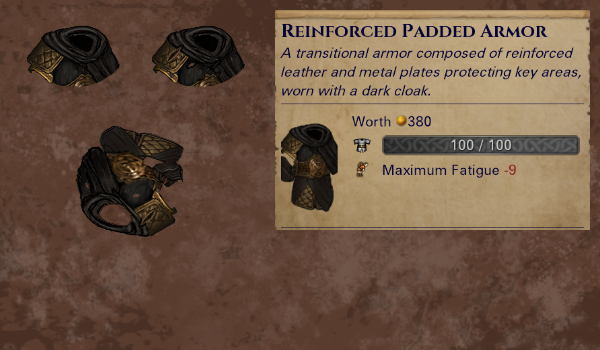 Reinforced Padded Armor
A transitional armor composed of reinforced
leather and metal plates protecting key areas,
worn with a dark cloak.
Worth 380
100 / 100
Maximum Fatigue -9